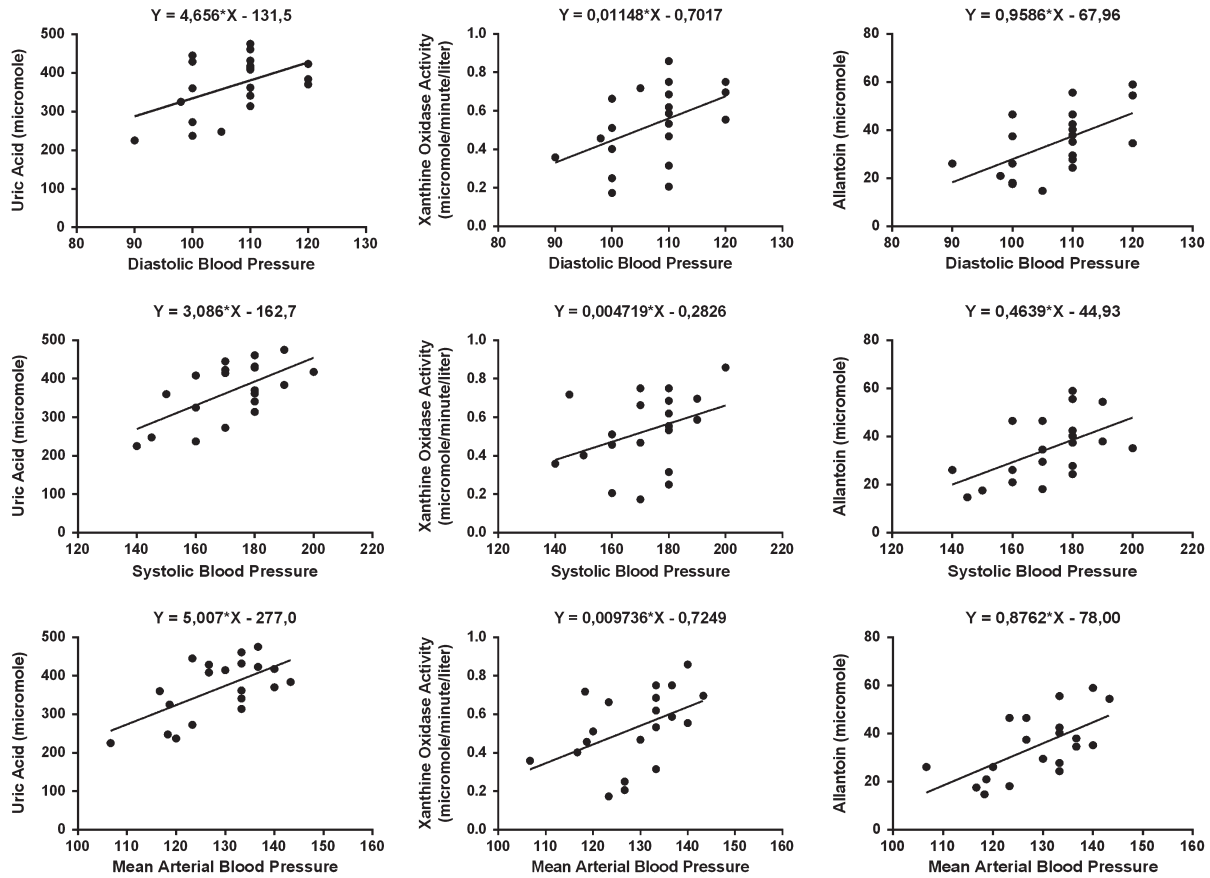 Y = 4,656*X - 131,5
Uric Acid (micromole)
500
400
300
200
100
0
80 90 100 110 120 130
Diastolic Blood Pressure
Y = 0,01148*X - 0,7017
Xanthine Oxidase Activity
(micromole/minute/liter)
1.0
0.8
0.6
0.4
0.2
0.0
80 90 100 110 120 130
Diastolic Blood Pressure
Y = 0,9586*X - 67,96
Allantoin (micromole)
80
60
40
20
0
80 90 100 110 120 130
Diastolic Blood Pressure
Y = 3,086*X - 162,7
Uric Acid (micromole)
500
400
300
200
100
0
120 140 160 180 200 220
Systolic Blood Pressure
Y = 0,004719*X - 0,2826
Xanthine Oxidase Activity
(micromole/minute/liter)
1.0
0.8
0.6
0.4
0.2
0.0
120 140 160 180 200 220
Systolic Blood Pressure
Y = 0,4639*X - 44,93
Allantoin (micromole)
80
60
40
20
0
120 140 160 180 200 220
Systolic Blood Pressure
Y = 5,007*X - 277,0
Uric Acid (micromole)
500
400
300
200
100
0
100 110 120 130 140 150 160
Mean Arterial Blood Pressure
Y = 0,009736*X - 0,7249
Xanthine Oxidase Activity
(micromole/minute/liter)
1.0
0.8
0.6
0.4
0.2
0.0
100 110 120 130 140 150 160
Mean Arterial Blood Pressure
Y = 0,8762*X - 78,00
Allantoin (micromole)
80
60
40
20
0
100 110 120 130 140 150 160
Mean Arterial Blood Pressure